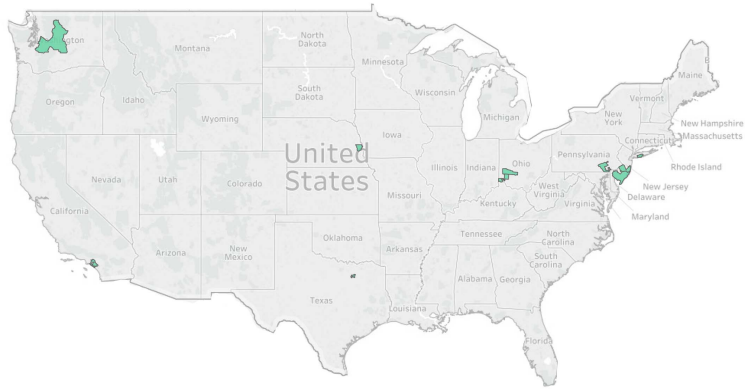 gton
Montana
North
Dakota
Minnesota
Maine
Vermont
Oregon
Idaho
South
Dakota
Wisconsin
Michigan
New
York
New Hampshire
Massachusetts
Wyoming
Iowa
Connecticut
Rhode Island
Nevada
Utah
Colorado
United
States
Illinois
Indiana
Ohio
Pennsylvania
New Jersey
Delaware
Maryland
California
Missouri
Kentucky
West
Virginia
Virginia
Arizona
New
Mexico
Oklahoma
Arkansas
Tennessee
North
Carolina
South
Carolina
Texas
Louisiana
Alabama
Georgia
Florida